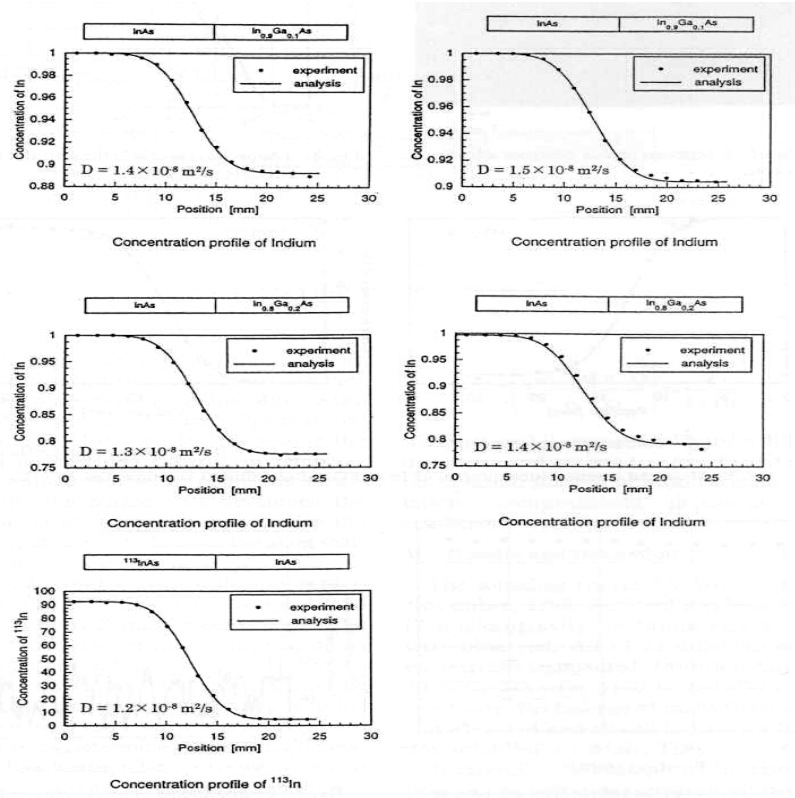 InAs In0.9Ga0.1As
Concentration of In
1
0.98
0.96
0.94
0.92
0.9
0.88
experiment
analysis
D = 1.4×10-8 m2/s
0 5 10 15 20 25 30
Position [mm]
Concentration profile of Indium
InAs In0.9Ga0.1As
Concentration of In
1
0.98
0.96
0.94
0.92
0.9
experiment
analysis
D = 1.5×10-8 m2/s
0 5 10 15 20 25 30
Position [mm]
Concentration profile of Indium
InAs In0.8Ga0.2As
Concentration of In
1
0.95
0.9
0.85
0.8
0.75
experiment
analysis
D = 1.3×10-8 m2/s
0 5 10 15 20 25 30
Position [mm]
Concentration profile of Indium
InAs In0.8Ga0.2As
Concentration of In
1
0.95
0.9
0.85
0.8
0.75
experiment
analysis
D = 1.4×10-8 m2/s
0 5 10 15 20 25 30
Position [mm]
Concentration profile of Indium
113InAs InAs
Concentration of 113In
100
90
80
70
60
50
40
30
20
10
0
experiment
analysis
D = 1.2×10-8 m2/s
0 5 10 15 20 25 30
Position [mm]
Concentration profile of 113In